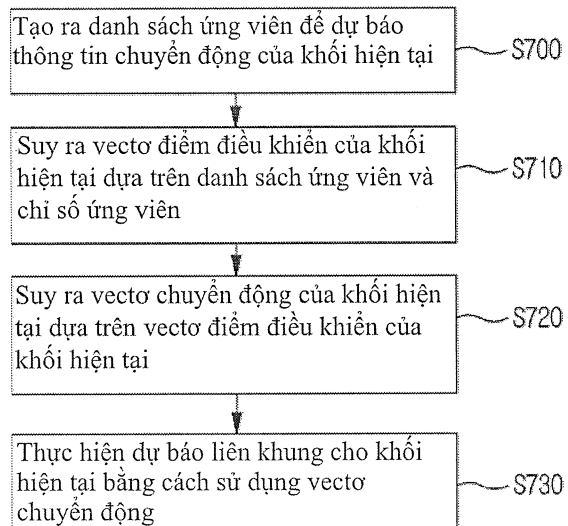 Tạo ra danh sách ứng viên để dự báo
thông tin chuyển động của khối hiện tại
S700
Suy ra vectơ điểm điều khiển của khối
hiện tại dựa trên danh sách ứng viên và
chỉ số ứng viên
S710
Suy ra vectơ chuyển động của khối hiện
tại dựa trên vectơ điểm điều khiển của
khối hiện tại
S720
Thực hiện dự báo liên khung cho khối
hiện tại bằng cách sử dụng vectơ
chuyển động
S730